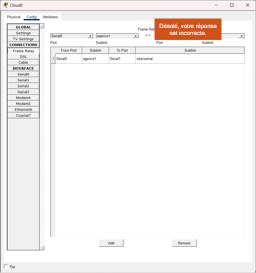 Cloud0
Physical Config Attributes
GLOBAL
Settings
TV Settings
CONNECTIONS
Frame Relay
DSL
Cable
INTERFACE
Serial0
Serial1
Serial2
Serial3
Modem4
Modem5
Ethernet6
Coaxial7
Frame Rela
Désolé, votre réponse
est incorrecte.
Serial0 agence1 <->
Port Sublink Port Sublink
From Port Sublink To Port Sublink
1 Serial0 agence1 Serial1 sitécentral
Add Remove
Top